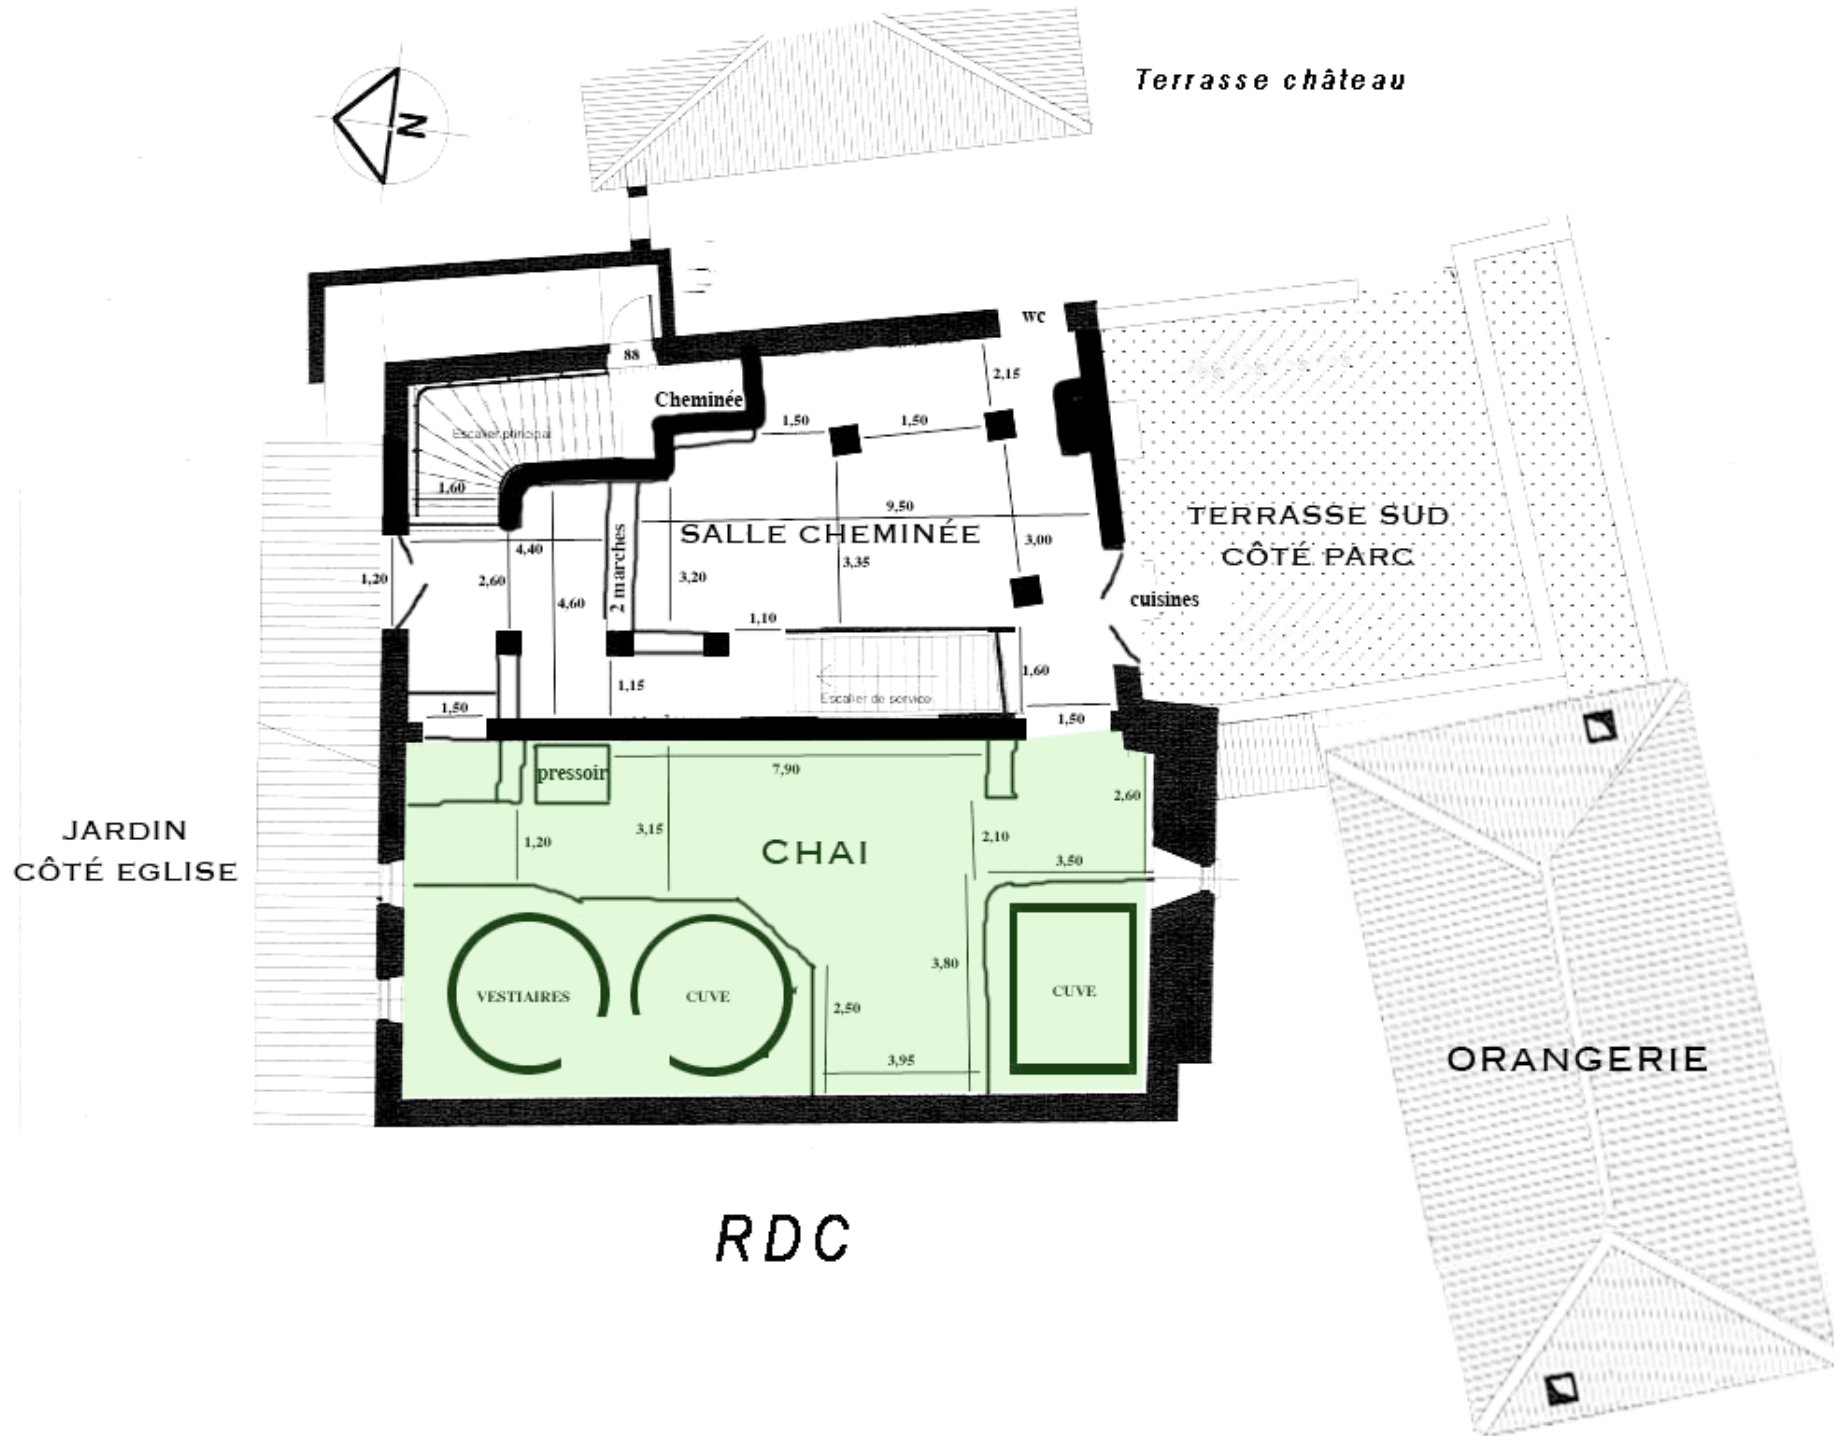 Terrasse château
N
wc
88
Cheminée
2,15
1,50
1,50
Escalier principal
1,60
9,50
SALLE CHEMINÉE
TERRASSE SUD
CÔTÉ PARC
4,40
2 marches
3,00
3,35
1,20
2,60
3,20
4,60
cuisines
1,10
1,60
1,15
Escalier de service
1,50
1,50
pressoir
7,90
2,60
JARDIN
CÔTÉ EGLISE
1,20
3,15
CHAI
2,10
3,50
3,80
VESTIAIRES
CUVE
CUVE
2,50
3,95
ORANGERIE
RDC